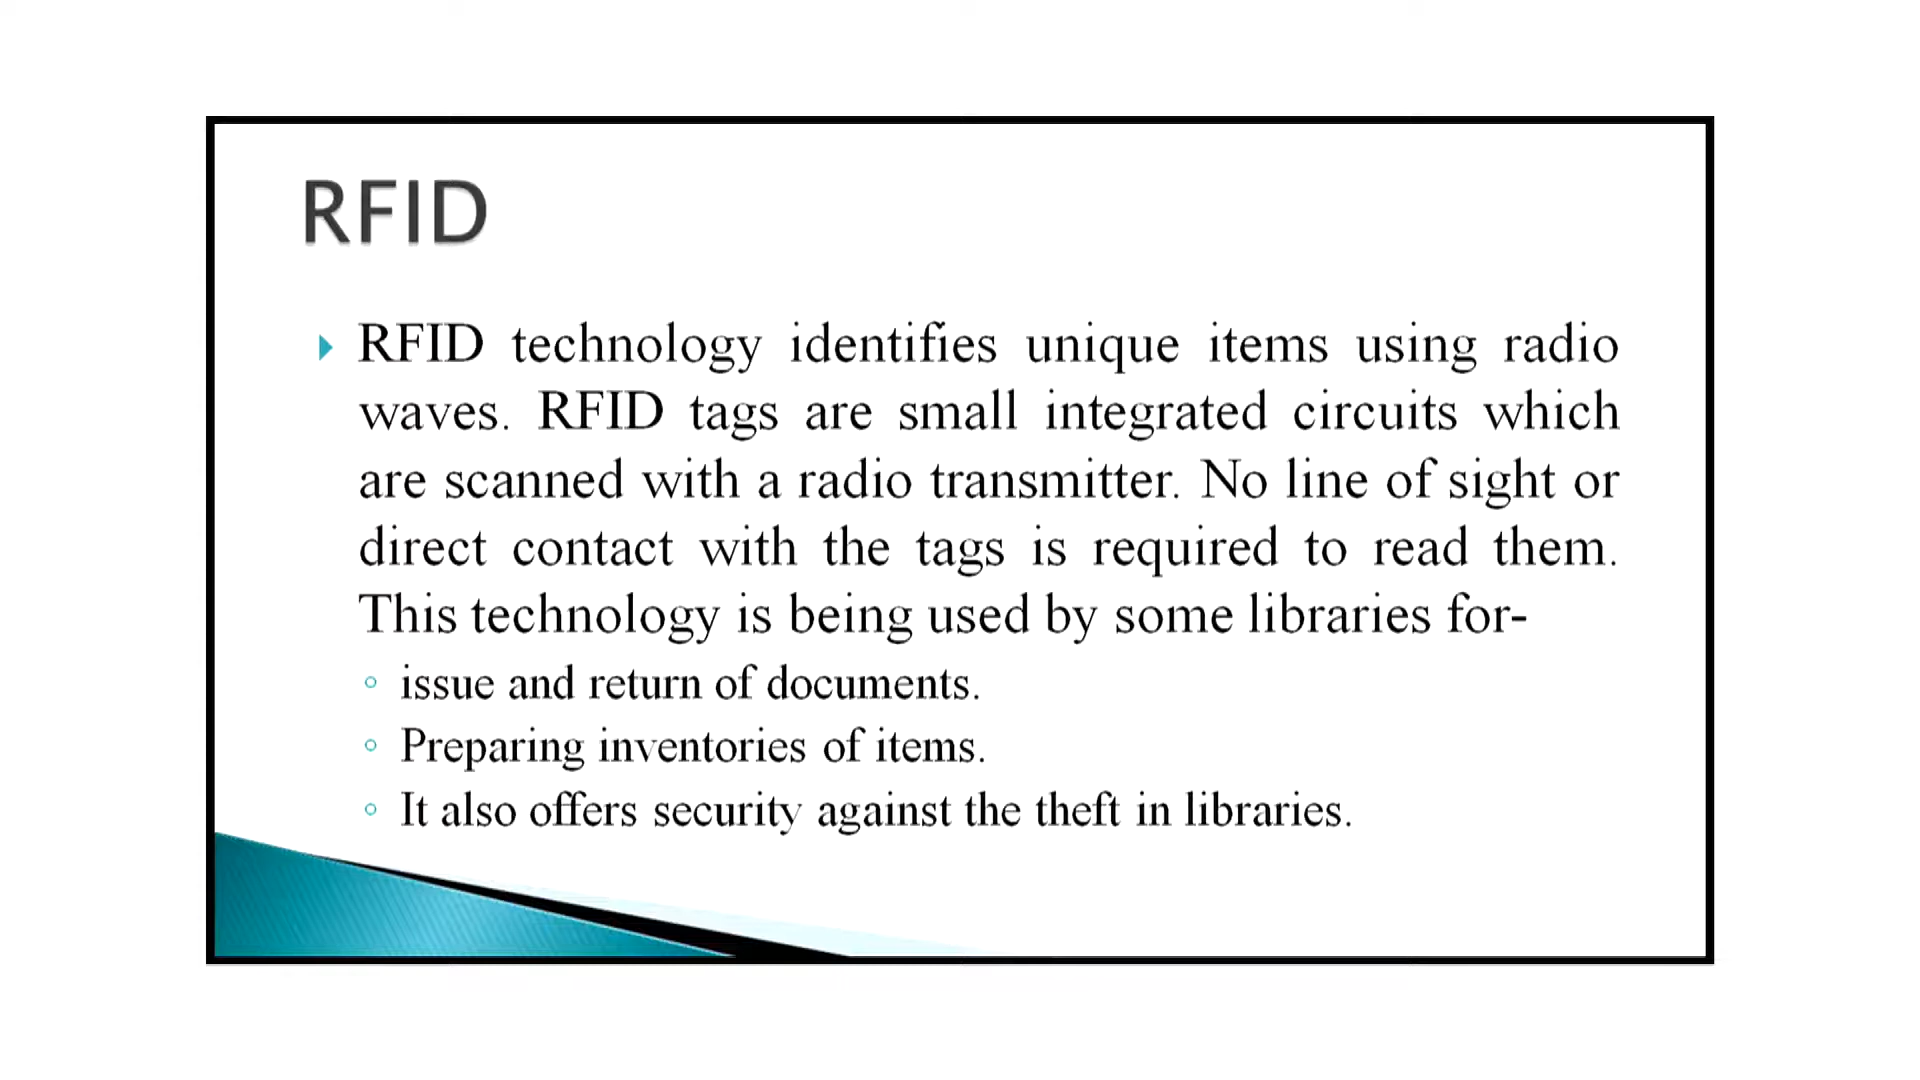 RFID
RFID technology identifies unique items using radio
waves. RFID tags are small integrated circuits which
are scanned with a radio transmitter. No line of sight or
direct contact with the tags is required to read them.
This technology is being used by some libraries for-
issue and return of documents.
Preparing inventories of items.
It also offers security against the theft in libraries.